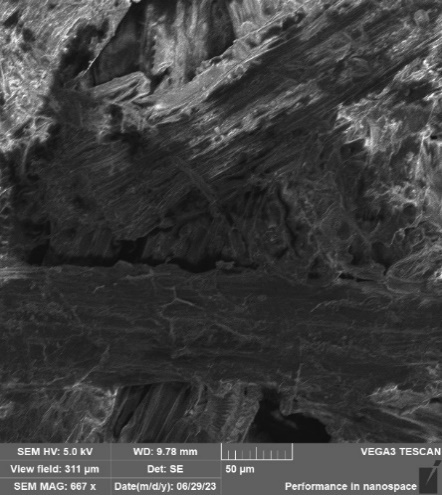 SEM HV: 5.0 kV WD: 9.78 mm VEGA3 TESCAN
View field: 311 µm Det: SE 50 µm
SEM MAG: 667 x Date(m/d/y): 06/29/23 Performance in nanospace